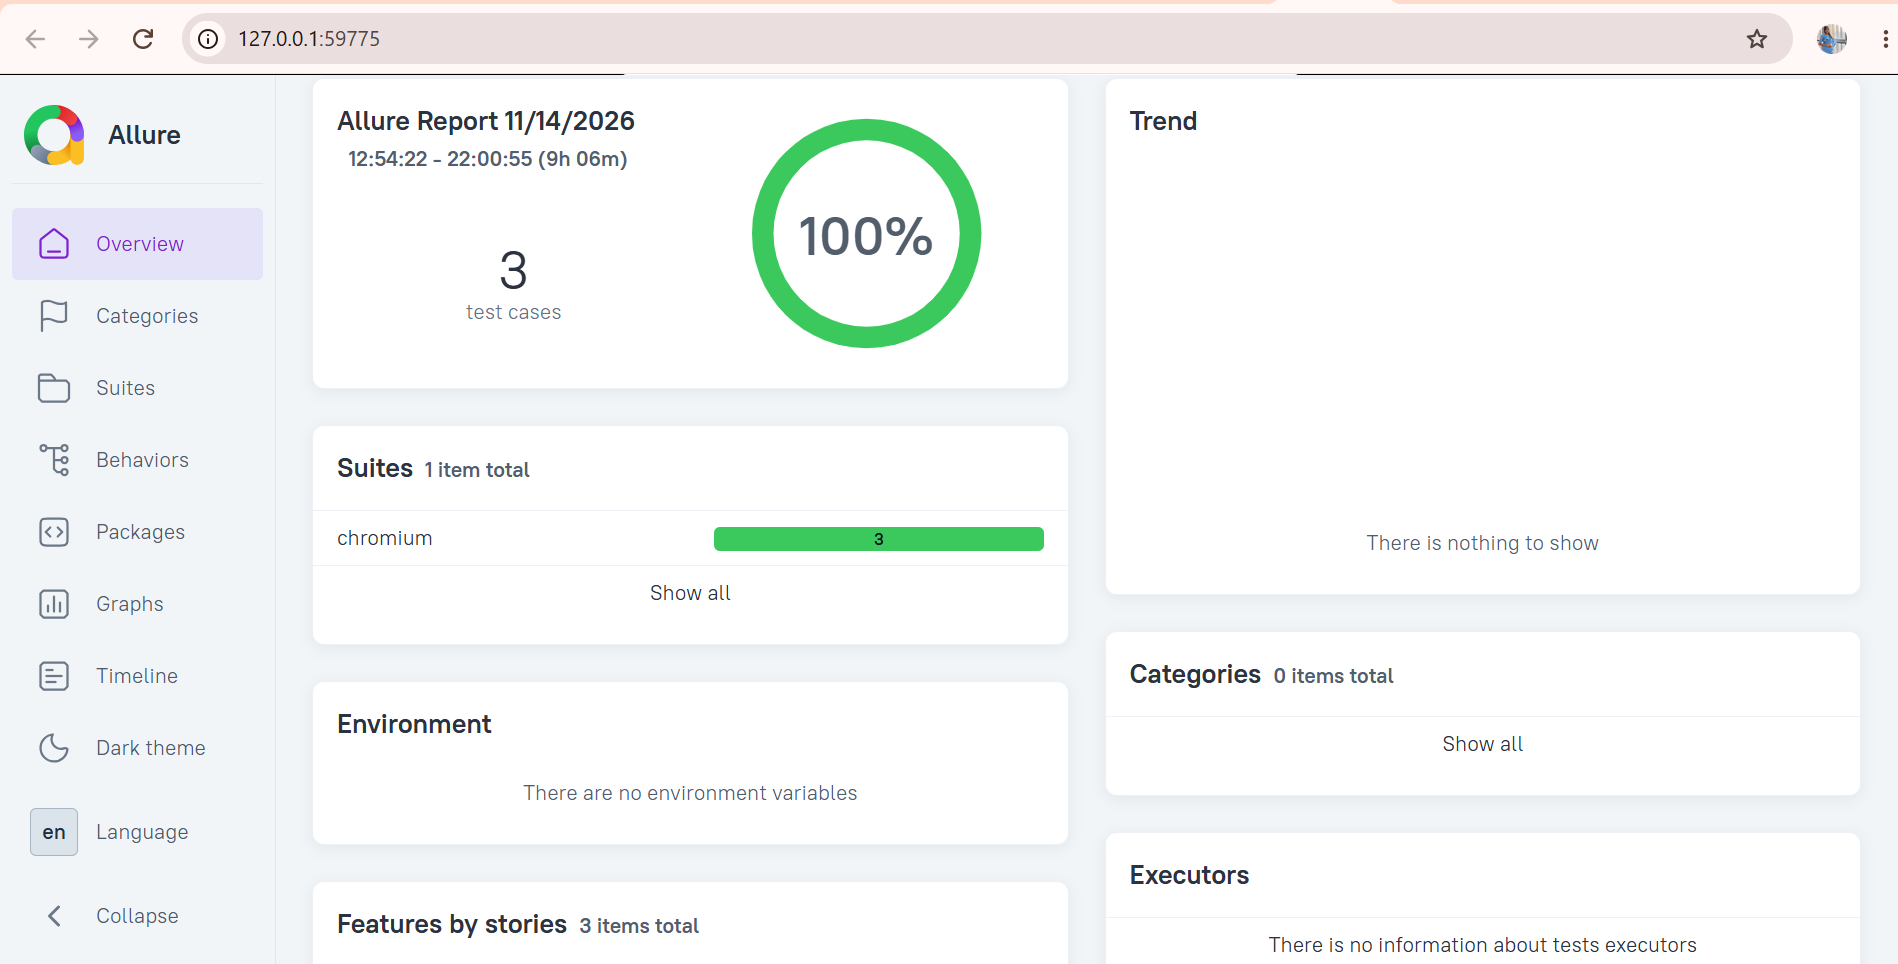 127.0.0.1:59775
Allure
Overview
Categories
Suites
Behaviors
Packages
Graphs
Timeline
Dark theme
en Language
Collapse
Allure Report 11/14/2026
12:54:22 - 22:00:55 (9h 06m)
3
test cases
100%
Suites 1 item total
chromium 3
Show all
Environment
There are no environment variables
Features by stories 3 items total
Trend
There is nothing to show
Categories 0 items total
Show all
Executors
There is no information about tests executors